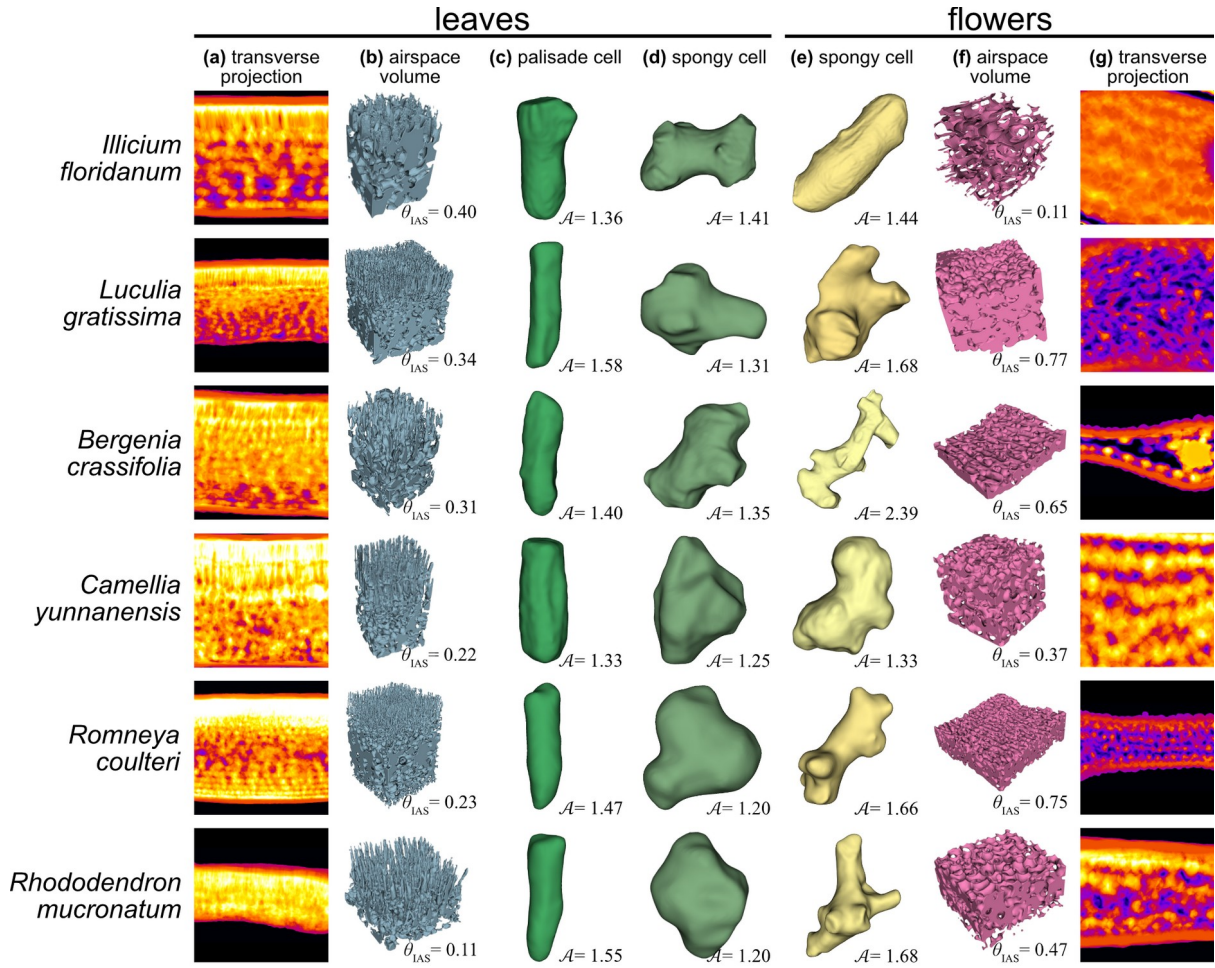 leaves
flowers
(a) transverse projection
(b) airspace volume
(c) palisade cell
(d) spongy cell
(e) spongy cell
(f) airspace volume
(g) transverse projection
Illicium
floridanum
θIAS= 0.40
𝒜= 1.36
𝒜= 1.41
𝒜= 1.44
θIAS= 0.11
Luculia
gratissima
θIAS= 0.34
𝒜= 1.58
𝒜= 1.31
𝒜= 1.68
θIAS= 0.77
Bergenia
crassifolia
θIAS= 0.31
𝒜= 1.40
𝒜= 1.35
𝒜= 2.39
θIAS= 0.65
Camellia
yunnanensis
θIAS= 0.22
𝒜= 1.33
𝒜= 1.25
𝒜= 1.33
θIAS= 0.37
Romneya
coulteri
θIAS= 0.23
𝒜= 1.47
𝒜= 1.20
𝒜= 1.66
θIAS= 0.75
Rhododendron
mucronatum
θIAS= 0.11
𝒜= 1.55
𝒜= 1.20
𝒜= 1.68
θIAS= 0.47